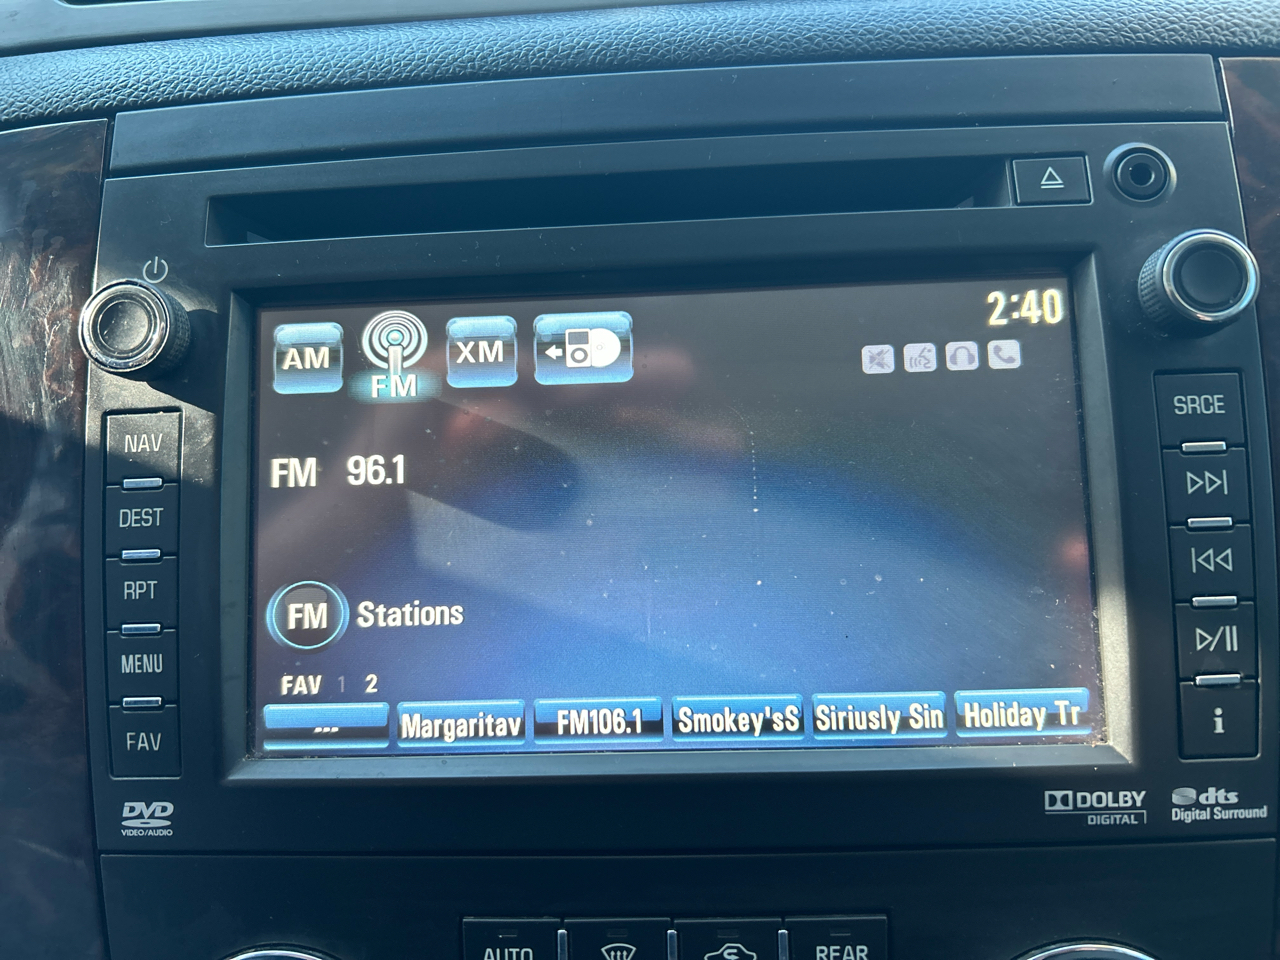 2:40
AM
FM
XM
FM 96.1
FM Stations
FAV 1 2
---
Margaritav
FM106.1
Smokey'sS
Siriusly Sin
Holiday Tr
NAV
DEST
RPT
MENU
FAV
SRCE
i
DVD
VIDEO/AUDIO
DOLBY
DIGITAL
dts
Digital Surround
AUTO
REAR